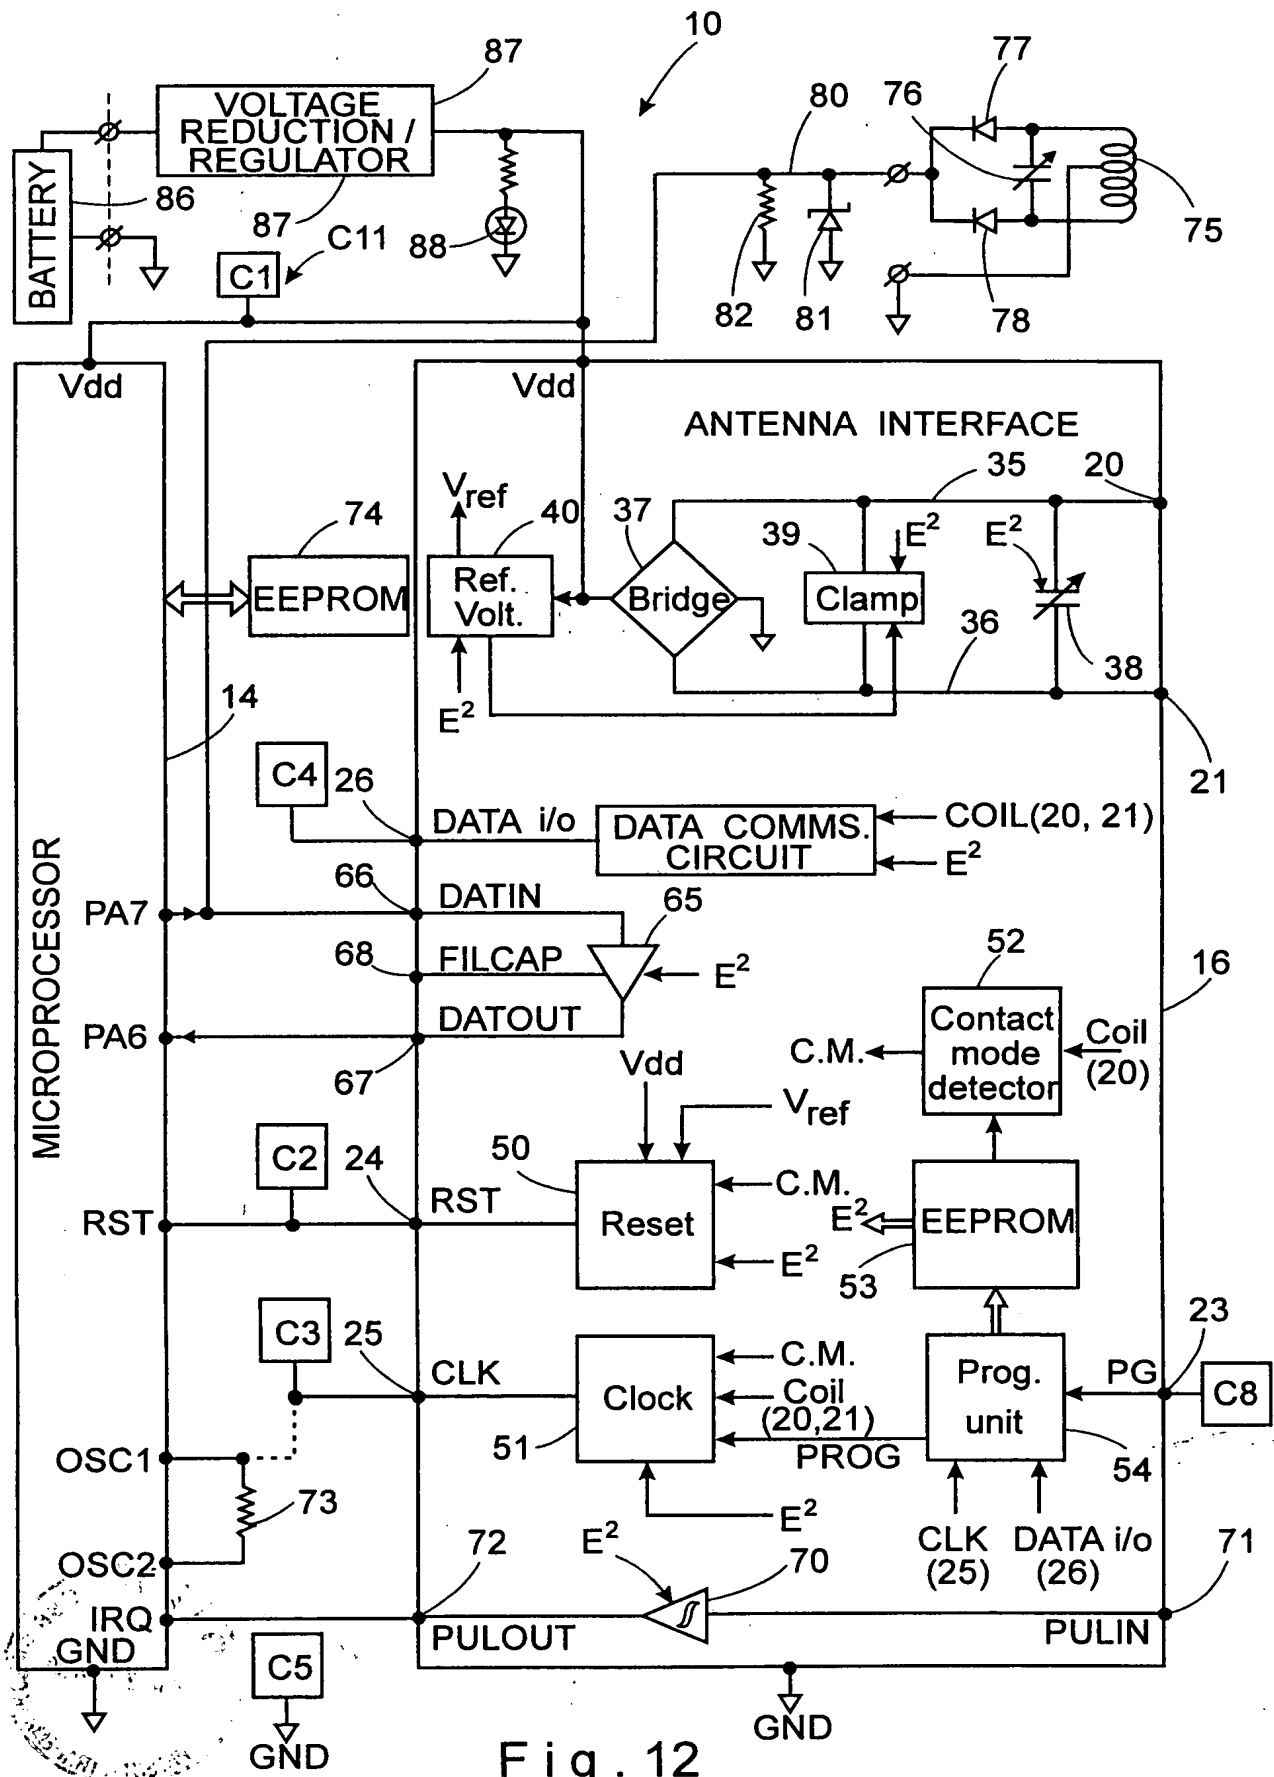 10
87
77
76
80
VOLTAGE
REDUCTION /
REGULATOR
BATTERY
86
87
C11
C1
88
82
81
78
75
Vdd
Vdd
ANTENNA INTERFACE
Vref
74
40
37
39
E²
35
20
E²
EEPROM
Ref.
Volt.
Bridge
Clamp
36
38
E²
14
21
C4
26
DATA i/o
DATA COMMS.
CIRCUIT
COIL(20, 21)
E²
MICROPROCESSOR
66
DATIN
65
PA7
68
FILCAP
E²
52
16
PA6
DATOUT
67
Contact
mode
detector
C.M.
Coil
(20)
Vdd
Vref
C2
24
50
RST
RST
Reset
C.M.
E²
E²
EEPROM
53
C3
25
CLK
Clock
51
C.M.
Coil
(20,21)
PROG
Prog.
unit
PG
23
C8
54
OSC1
73
OSC2
E²
E²
CLK
(25)
DATA i/o
(26)
72
70
71
IRQ
PULOUT
PULIN
GND
C5
GND
GND
Fig. 12